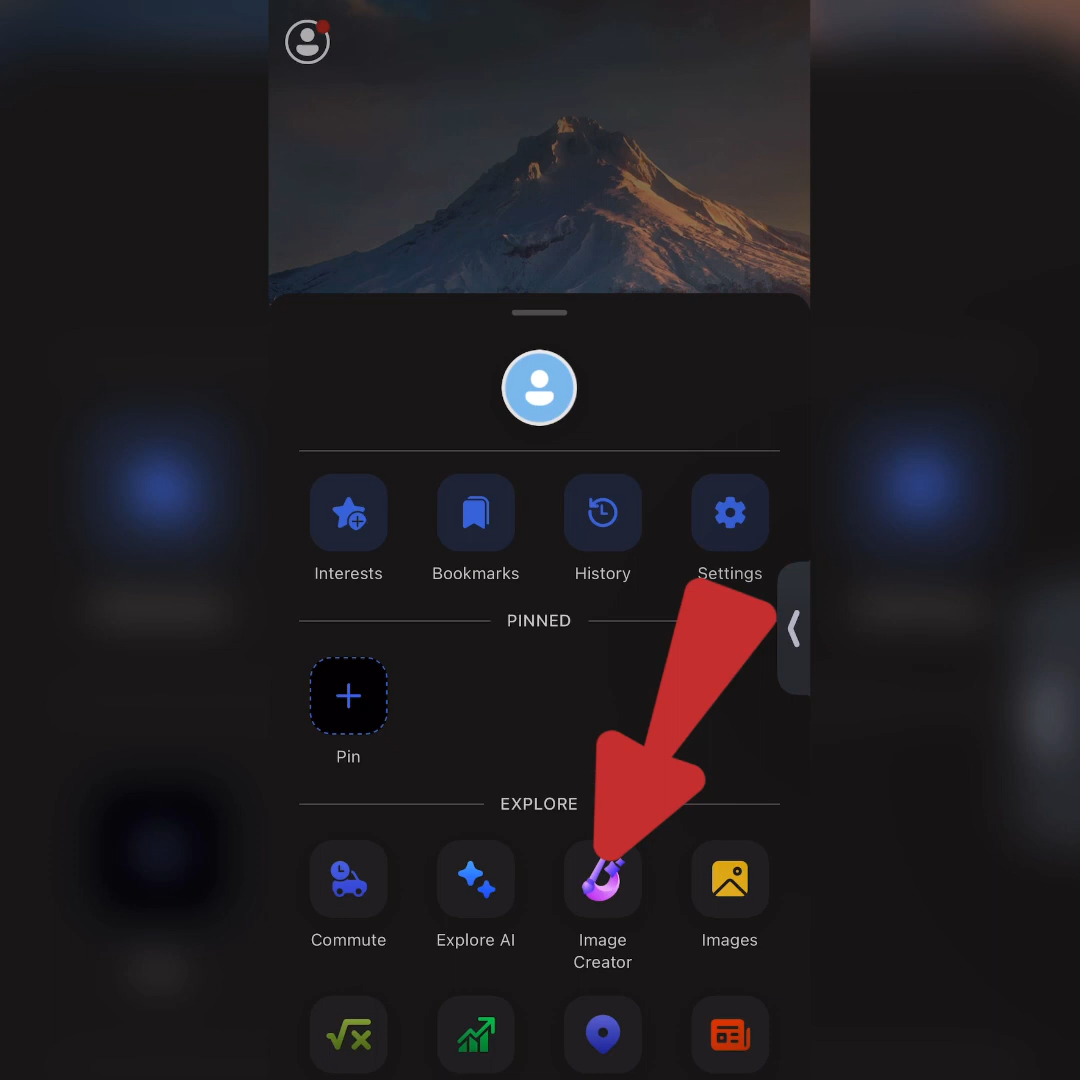 Interests Bookmarks History Settings
PINNED
Pin
EXPLORE
Commute Explore AI Image Creator Images